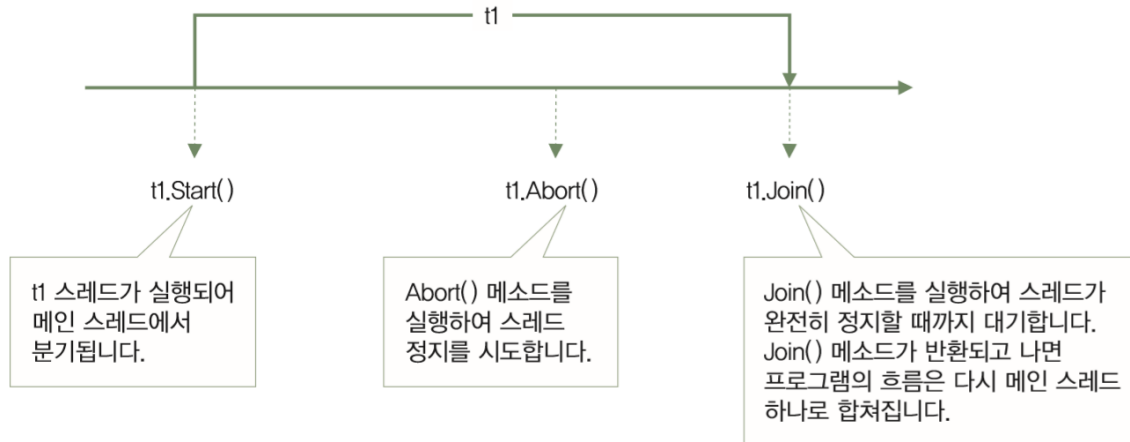 t1
t1.Start( )
t1.Abort( )
t1.Join( )
t1 스레드가 실행되어
메인 스레드에서
분기됩니다.
Abort( ) 메소드를
실행하여 스레드
정지를 시도합니다.
Join( ) 메소드를 실행하여 스레드가
완전히 정지할 때까지 대기합니다.
Join( ) 메소드가 반환되고 나면
프로그램의 흐름은 다시 메인 스레드
하나로 합쳐집니다.